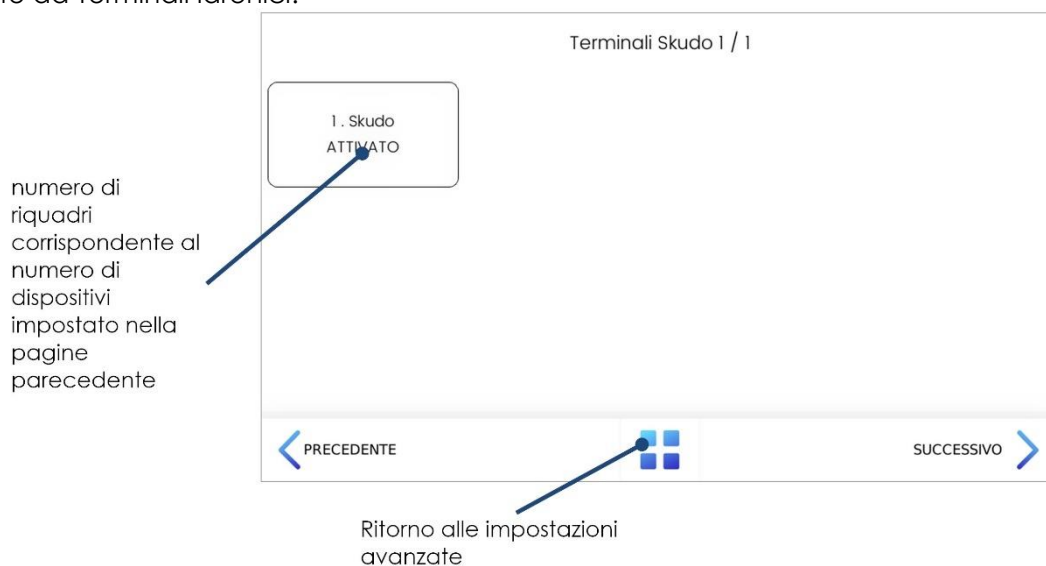 Terminali Skudo 1 / 1
1 . Skudo
ATTIVATO
numero di
riquadri
corrispondente al
numero di
dispositivi
impostato nella
pagine
parecedente
PRECEDENTE
SUCCESSIVO
Ritorno alle impostazioni
avanzate